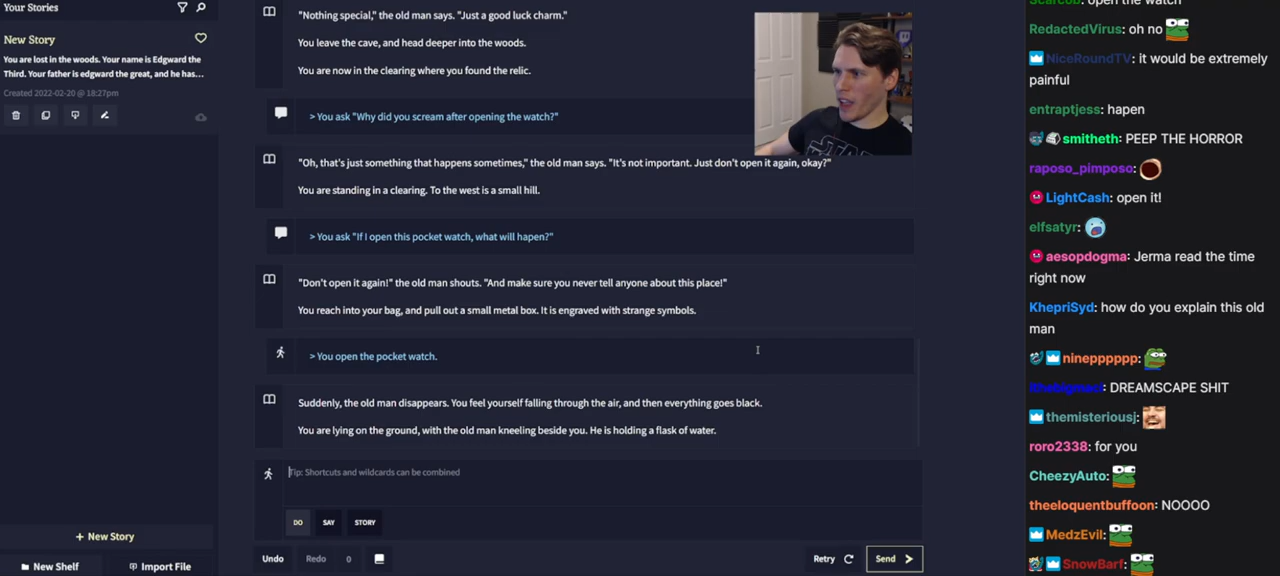 Your Stories
New Story
You are lost in the woods. Your name is Edgward the
Third. Your father is edgward the great, and he has...
Created 2022-02-20 @ 18:27pm
+ New Story
New Shelf
Import File
"Nothing special," the old man says. "Just a good luck charm."
You leave the cave, and head deeper into the woods.
You are now in the clearing where you found the relic.
> You ask "Why did you scream after opening the watch?"
"Oh, that's just something that happens sometimes," the old man says. "It's not important. Just don't open it again, okay?"
You are standing in a clearing. To the west is a small hill.
> You ask "If I open this pocket watch, what will hapen?"
"Don't open it again!" the old man shouts. "And make sure you never tell anyone about this place!"
You reach into your bag, and pull out a small metal box. It is engraved with strange symbols.
> You open the pocket watch.
Suddenly, the old man disappears. You feel yourself falling through the air, and then everything goes black.
You are lying on the ground, with the old man kneeling beside you. He is holding a flask of water.
Tip: Shortcuts and wildcards can be combined
DO SAY STORY
Undo Redo 0
Retry Send
STAR
open the watch
RedactedVirus: oh no
NiceRoundTV: it would be extremely
painful
entraptjess: hapen
smitheth: PEEP THE HORROR
raposo_pimposo:
LightCash: open it!
elfsatyr:
aesopdogma: Jerma read the time
right now
KhepriSyd: how do you explain this old
man
nineppppp:
DREAMSCAPE SHIT
themisteriousj:
roro2338: for you
CheezyAuto:
theeloquentbuffoon: NOOOO
MedzEvil:
SnowBarf: